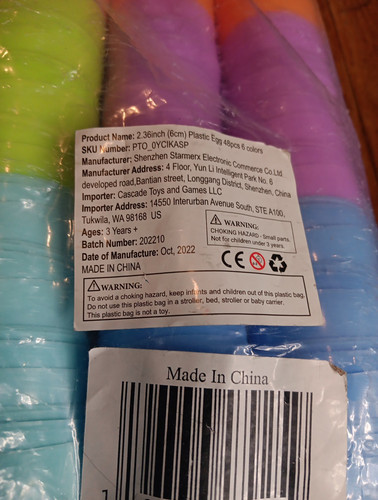 Product Name: 2.36inch (6cm) Plastic Egg 48pcs 6 colors
SKU Number: PTO_0YCIKASP
Manufacturer: Shenzhen Starmerx Electronic Commerce Co.Ltd.
Manufacturer Address: 4 Floor, Yun Li Intelligent Park No. 6
developed road,Bantian street, Longgang District, Shenzhen, China
Importer: Cascade Toys and Games LLC
Importer Address: 14550 Interurban Avenue South, STE A100,
Tukwila, WA 98168 US
Ages: 3 Years +
Batch Number: 202210
Date of Manufacture: Oct, 2022
MADE IN CHINA
WARNING:
CHOKING HAZARD - Small parts.
Not for children under 3 years.
CE
0-3
WARNING:
To avoid a choking hazard, keep infants and children out of this plastic bag.
Do not use this plastic bag in a stroller, bed, stroller or baby carrier.
This plastic bag is not a toy.
Made In China